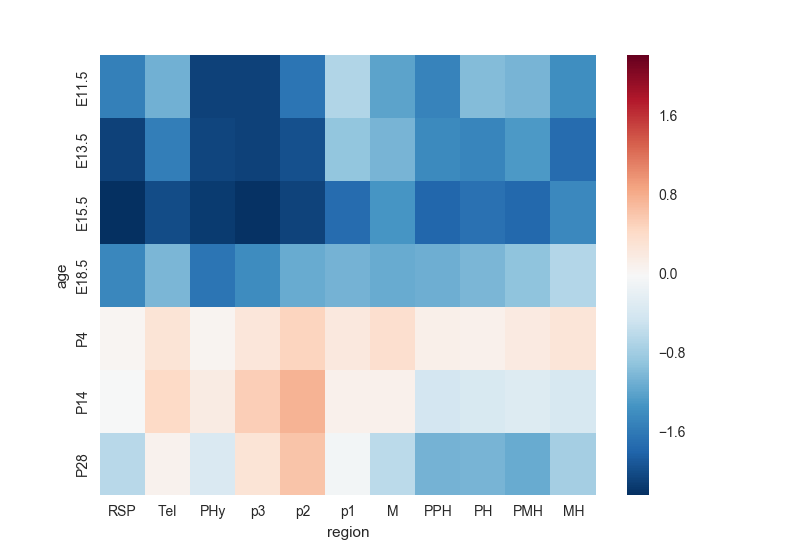 age
E11.5
E13.5
E15.5
E18.5
P4
P14
P28
RSP Tel PHy p3 p2 p1 M PPH PH PMH MH
region
1.6
0.8
0.0
−0.8
−1.6